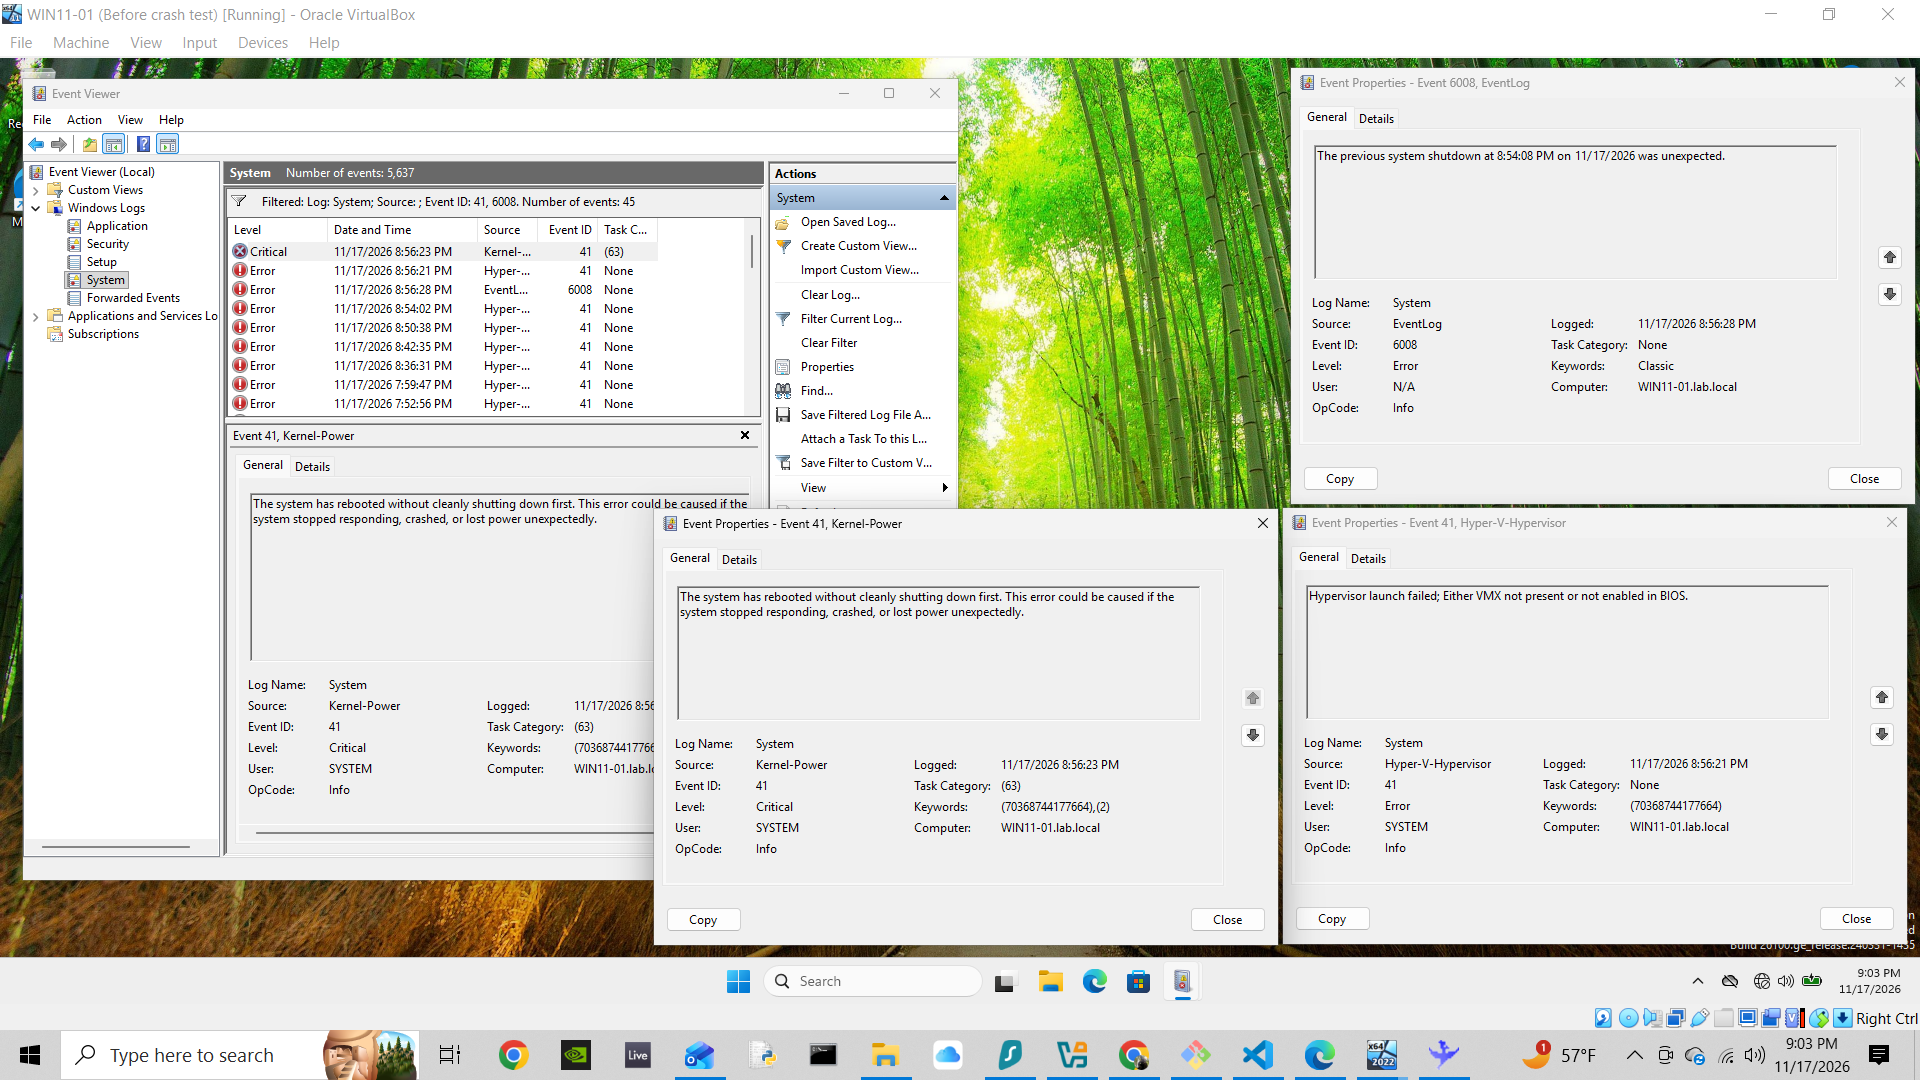 WIN11-01 (Before crash test) [Running] - Oracle VirtualBox
File Machine View Input Devices Help
Event Viewer
File Action View Help
Event Viewer (Local)
Custom Views
Windows Logs
Application
Security
Setup
System
Forwarded Events
Applications and Services Lo
Subscriptions
System Number of events: 5,637
Filtered: Log: System; Source: ; Event ID: 41, 6008. Number of events: 45
Level Date and Time Source Event ID Task C...
Critical 11/17/2026 8:56:23 PM Kernel-... 41 (63)
Error 11/17/2026 8:56:21 PM Hyper-... 41 None
Error 11/17/2026 8:56:28 PM EventL... 6008 None
Error 11/17/2026 8:54:02 PM Hyper-... 41 None
Error 11/17/2026 8:50:38 PM Hyper-... 41 None
Error 11/17/2026 8:42:35 PM Hyper-... 41 None
Error 11/17/2026 8:36:31 PM Hyper-... 41 None
Error 11/17/2026 7:59:47 PM Hyper-... 41 None
Error 11/17/2026 7:52:56 PM Hyper-... 41 None
Event 41, Kernel-Power
General Details
The system has rebooted without cleanly shutting down first. This error could be caused if the
system stopped responding, crashed, or lost power unexpectedly.
Log Name: System
Source: Kernel-Power Logged: 11/17/2026 8:56
Event ID: 41 Task Category: (63)
Level: Critical Keywords: (7036874417766
User: SYSTEM Computer: WIN11-01.lab.lo
OpCode: Info
Actions
System
Open Saved Log...
Create Custom View...
Import Custom View...
Clear Log...
Filter Current Log...
Clear Filter
Properties
Find...
Save Filtered Log File A...
Attach a Task To this L...
Save Filter to Custom V...
View
Event Properties - Event 6008, EventLog
General Details
The previous system shutdown at 8:54:08 PM on 11/17/2026 was unexpected.
Log Name: System
Source: EventLog Logged: 11/17/2026 8:56:28 PM
Event ID: 6008 Task Category: None
Level: Error Keywords: Classic
User: N/A Computer: WIN11-01.lab.local
OpCode: Info
Copy Close
Event Properties - Event 41, Kernel-Power
General Details
The system has rebooted without cleanly shutting down first. This error could be caused if the
system stopped responding, crashed, or lost power unexpectedly.
Log Name: System
Source: Kernel-Power Logged: 11/17/2026 8:56:23 PM
Event ID: 41 Task Category: (63)
Level: Critical Keywords: (70368744177664),(2)
User: SYSTEM Computer: WIN11-01.lab.local
OpCode: Info
Copy Close
Event Properties - Event 41, Hyper-V-Hypervisor
General Details
Hypervisor launch failed; Either VMX not present or not enabled in BIOS.
Log Name: System
Source: Hyper-V-Hypervisor Logged: 11/17/2026 8:56:21 PM
Event ID: 41 Task Category: None
Level: Error Keywords: (70368744177664)
User: SYSTEM Computer: WIN11-01.lab.local
OpCode: Info
Copy Close
Search
9:03 PM
11/17/2026
Right Ctrl
Type here to search
Live
x64
2022
1
57°F
9:03 PM
11/17/2026